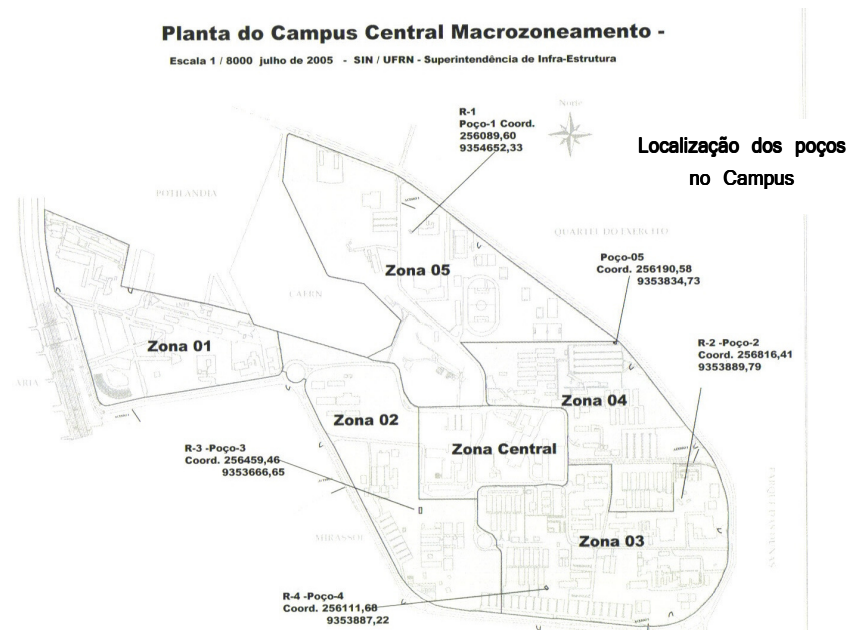 Planta do Campus Central Macrozoneamento -
Escala 1 / 8000 julho de 2005 - SIN / UFRN - Superintendência de Infra-Estrutura
R-1
Poço-1 Coord.
256089,60
9354652,33
Norte
Localização dos poços
no Campus
POTILANDIA
QUARTEL DO EXERCITO
Zona 05
Poço-05
Coord. 256190,58
9353834,73
CAERN
Zona 01
R-2 -Poço-2
Coord. 256816,41
9353889,79
Zona 04
Zona 02
Zona Central
R-3 -Poço-3
Coord. 256459,46
9353666,65
MIRASSOL
Zona 03
R-4 -Poço-4
Coord. 256111,68
9353887,22